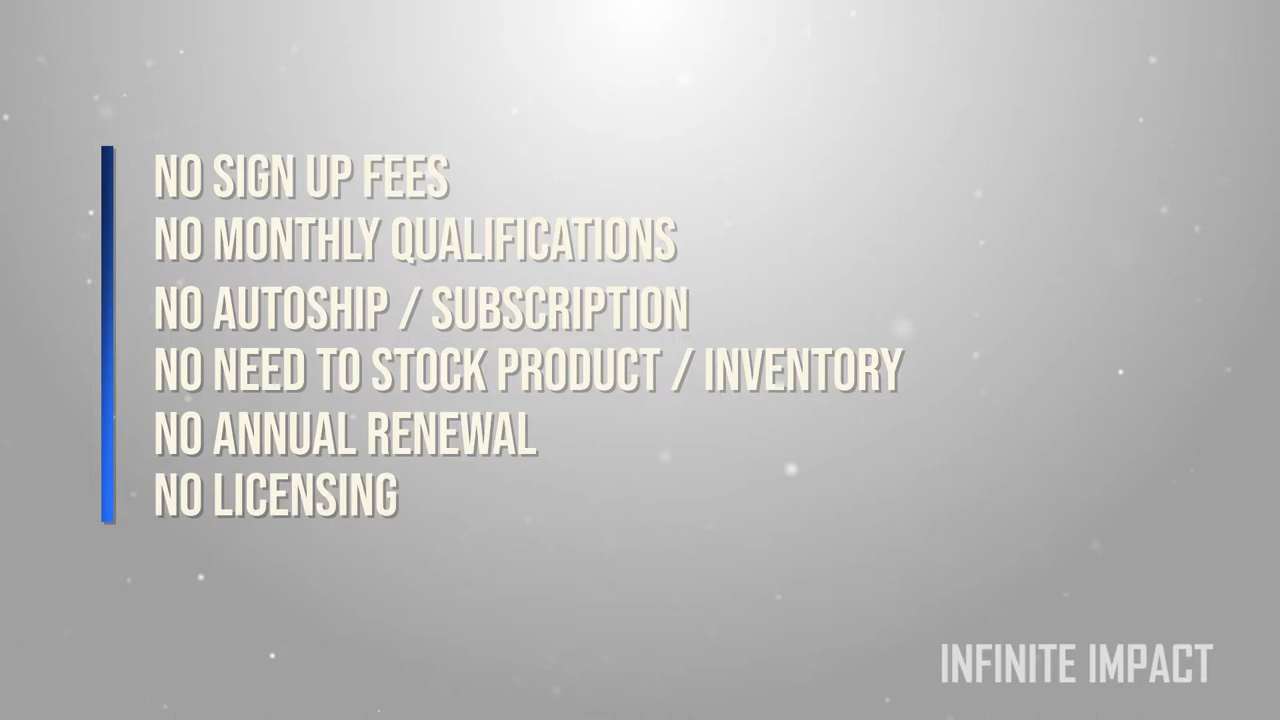 NO SIGN UP FEES
NO MONTHLY QUALIFICATIONS
NO AUTOSHIP / SUBSCRIPTION
NO NEED TO STOCK PRODUCT / INVENTORY
NO ANNUAL RENEWAL
NO LICENSING
INFINITE IMPACT